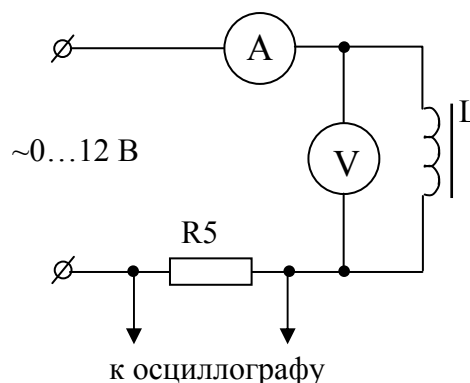 A
L
~0…12 В
V
R5
к осциллографу